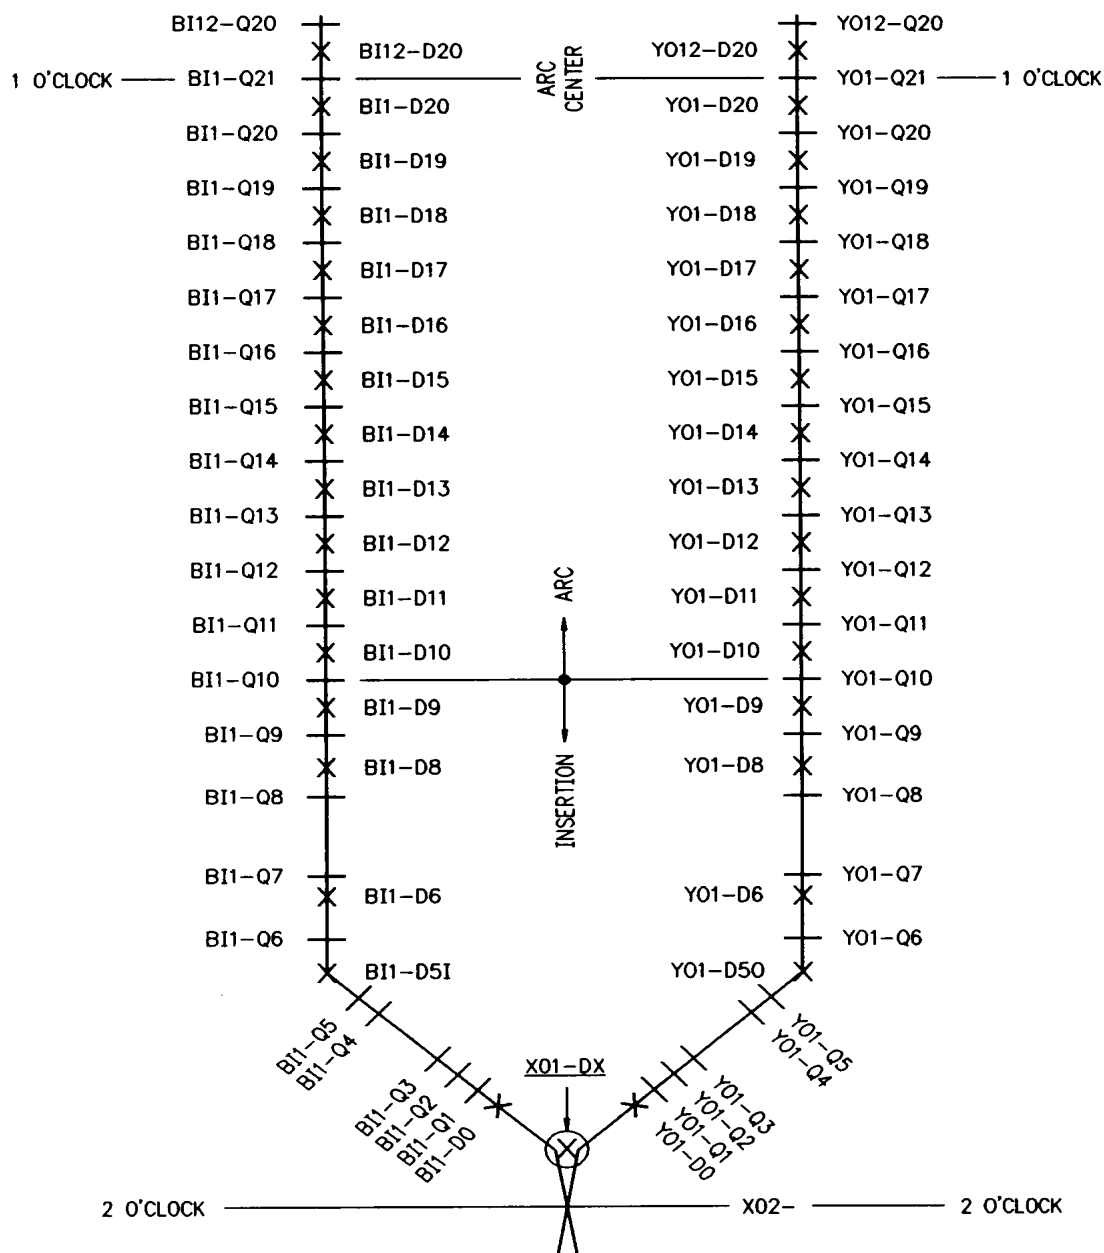 BI12-Q20 YO12-Q20
BI12-D20 YO12-D20
1 O'CLOCK BI1-Q21 ARC CENTER YO1-Q21 1 O'CLOCK
BI1-D20 YO1-D20
BI1-Q20 YO1-Q20
BI1-D19 YO1-D19
BI1-Q19 YO1-Q19
BI1-D18 YO1-D18
BI1-Q18 YO1-Q18
BI1-D17 YO1-D17
BI1-Q17 YO1-Q17
BI1-D16 YO1-D16
BI1-Q16 YO1-Q16
BI1-D15 YO1-D15
BI1-Q15 YO1-Q15
BI1-D14 YO1-D14
BI1-Q14 YO1-Q14
BI1-D13 YO1-D13
BI1-Q13 YO1-Q13
BI1-D12 YO1-D12
BI1-Q12 YO1-Q12
BI1-D11 ARC YO1-D11
BI1-Q11 YO1-Q11
BI1-D10 YO1-D10
BI1-Q10 YO1-Q10
BI1-D9 YO1-D9
BI1-Q9 YO1-Q9
BI1-D8 YO1-D8
BI1-Q8 INSERTION YO1-Q8
BI1-Q7 YO1-Q7
BI1-D6 YO1-D6
BI1-Q6 YO1-Q6
BI1-D5I YO1-D5O
BI1-Q5 YO1-Q5
BI1-Q4 YO1-Q4
XO1-DX
BI1-Q3 YO1-Q3
BI1-Q2 YO1-Q2
BI1-Q1 YO1-Q1
BI1-D0 YO1-D0
2 O'CLOCK XO2- 2 O'CLOCK